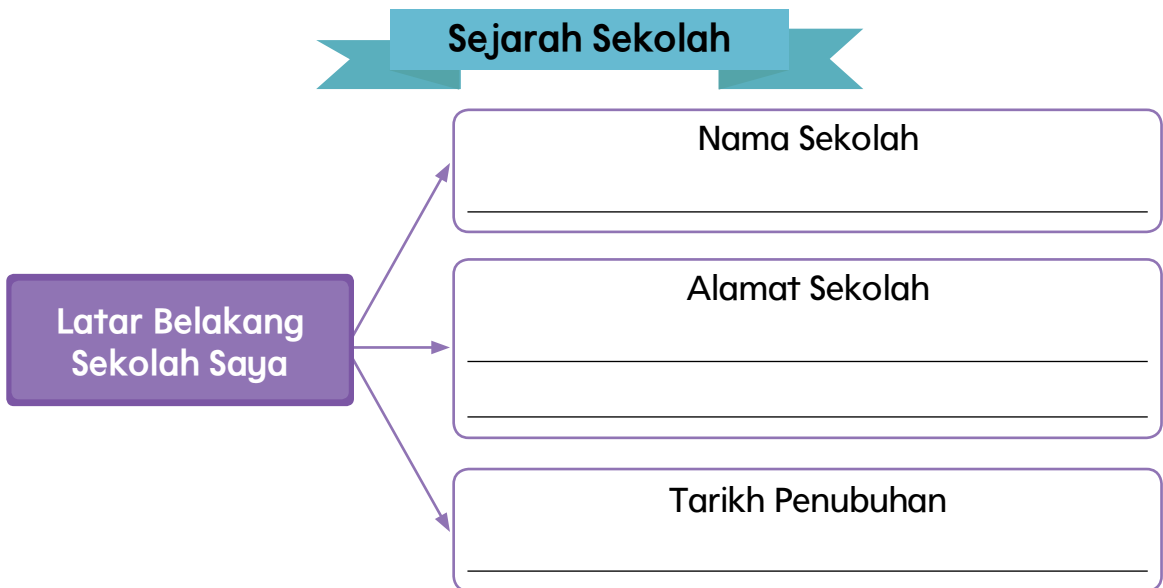 Sejarah Sekolah
Nama Sekolah
Alamat Sekolah
Latar Belakang
Sekolah Saya
Tarikh Penubuhan